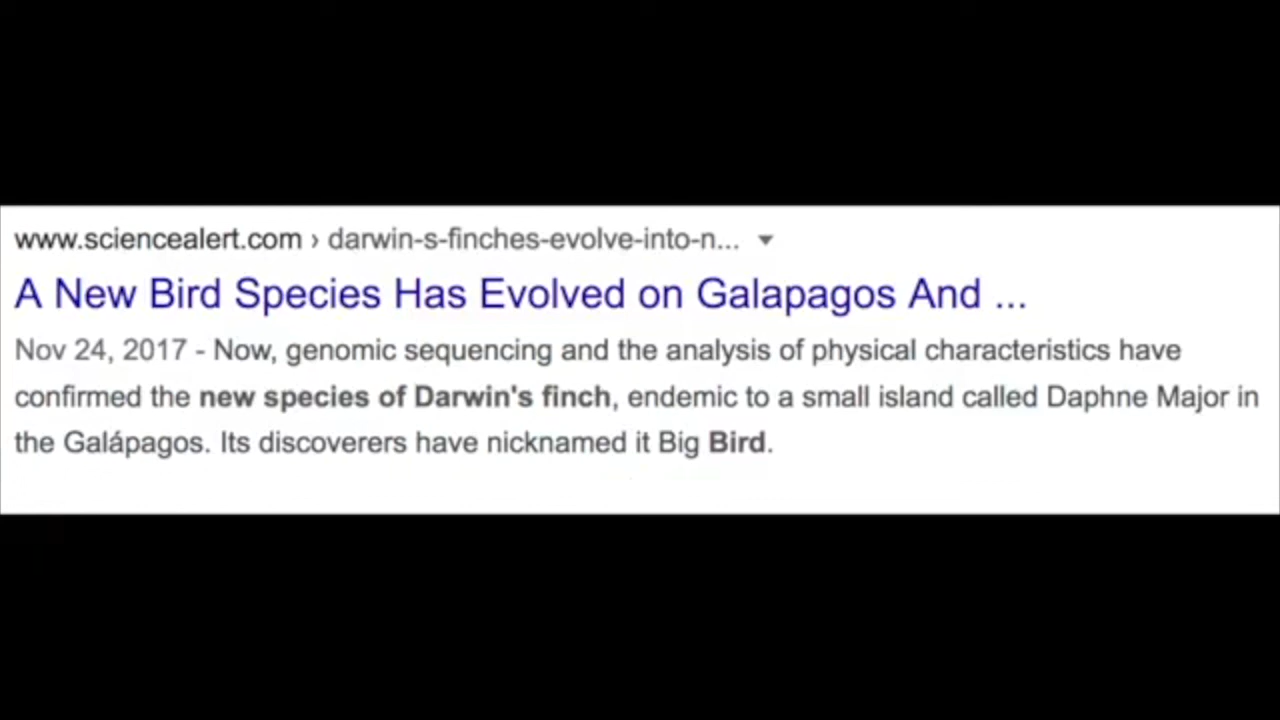 www.sciencealert.com › darwin-s-finches-evolve-into-n...
A New Bird Species Has Evolved on Galapagos And ...
Nov 24, 2017 - Now, genomic sequencing and the analysis of physical characteristics have
confirmed the new species of Darwin's finch, endemic to a small island called Daphne Major in
the Galápagos. Its discoverers have nicknamed it Big Bird.